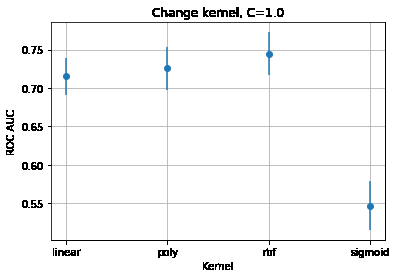 Change kernel, C=1.0
ROC AUC
0.75
0.70
0.65
0.60
0.55
linear
poly
rbf
sigmoid
Kernel